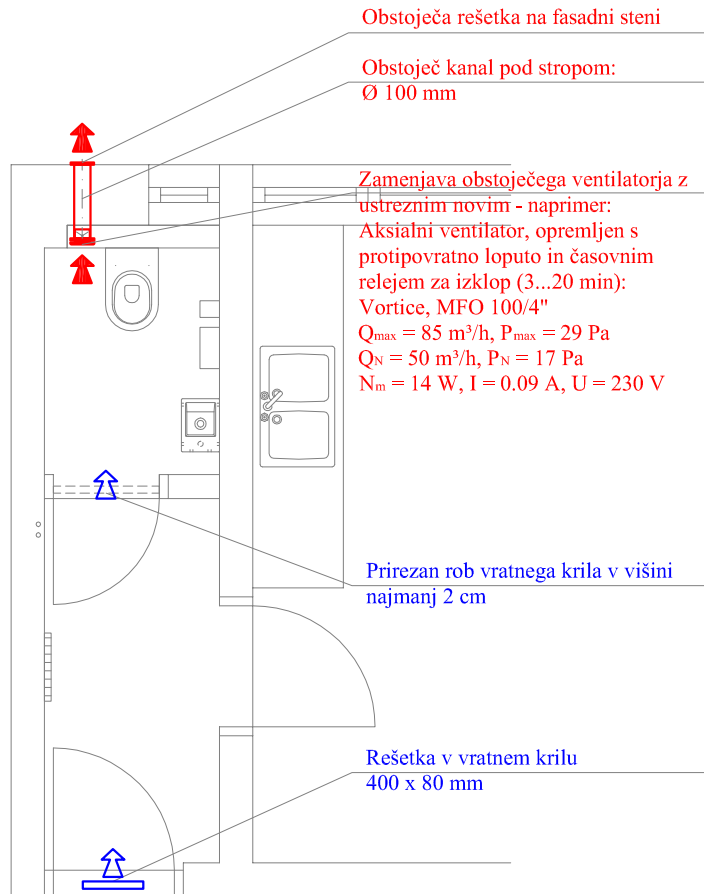 Obstoječa rešetka na fasadni steni
Obstoječ kanal pod stropom:
Ø 100 mm
Zamenjava obstoječega ventilatorja z
ustreznim novim - naprimer:
Aksialni ventilator, opremljen s
protipovratno loputo in časovnim
relejem za izklop (3...20 min):
Vortice, MFO 100/4"
Qmax = 85 m³/h, Pmax = 29 Pa
QN = 50 m³/h, PN = 17 Pa
Nm = 14 W, I = 0.09 A, U = 230 V
Prirezan rob vratnega krila v višini
najmanj 2 cm
Rešetka v vratnem krilu
400 x 80 mm